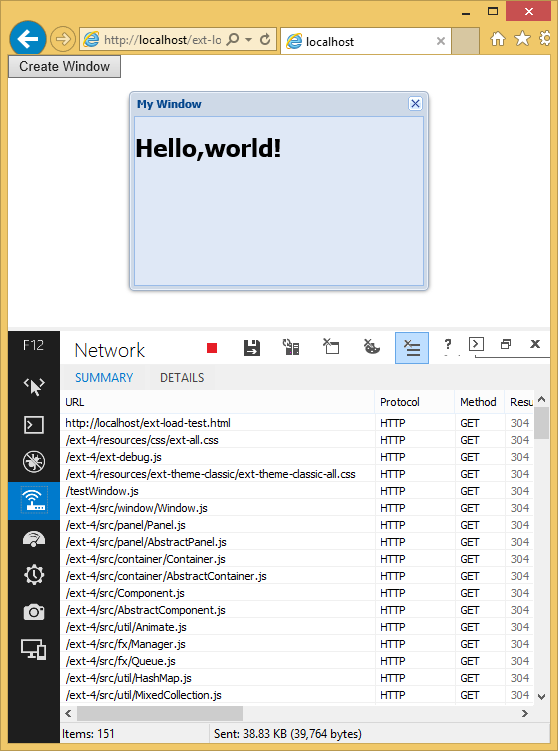 http://localhost/ext-lo
localhost
Create Window
My Window
Hello,world!
F12 Network
SUMMARY DETAILS
URL Protocol Method Resu
http://localhost/ext-load-test.html HTTP GET 304
/ext-4/resources/css/ext-all.css HTTP GET 304
/ext-4/ext-debug.js HTTP GET 304
/ext-4/resources/ext-theme-classic/ext-theme-classic-all.css HTTP GET 304
/testWindow.js HTTP GET 304
/ext-4/src/window/Window.js HTTP GET 304
/ext-4/src/panel/Panel.js HTTP GET 304
/ext-4/src/panel/AbstractPanel.js HTTP GET 304
/ext-4/src/container/Container.js HTTP GET 304
/ext-4/src/container/AbstractContainer.js HTTP GET 304
/ext-4/src/Component.js HTTP GET 304
/ext-4/src/AbstractComponent.js HTTP GET 304
/ext-4/src/util/Animate.js HTTP GET 304
/ext-4/src/fx/Manager.js HTTP GET 304
/ext-4/src/fx/Queue.js HTTP GET 304
/ext-4/src/util/HashMap.js HTTP GET 304
/ext-4/src/util/MixedCollection.js HTTP GET 304
Items: 151 Sent: 38.83 KB (39,764 bytes)